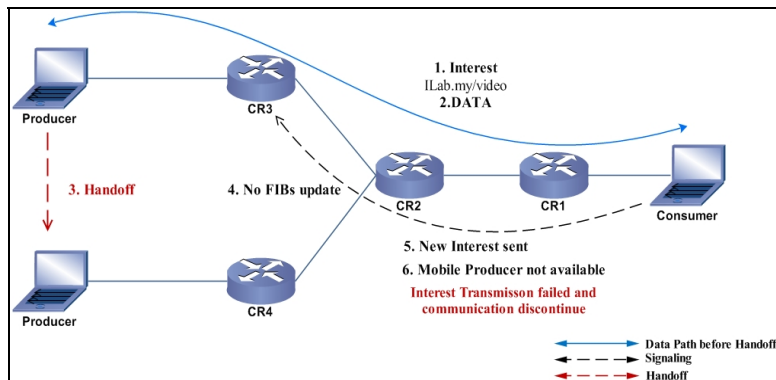 1. Interest
ILab.my/video
2.DATA
Producer
CR3
3. Handoff
4. No FIBs update
CR2
CR1
Consumer
5. New Interest sent
6. Mobile Producer not available
Interest Transmisson failed and
communication discontinue
Producer
CR4
Data Path before Handoff
Signaling
Handoff